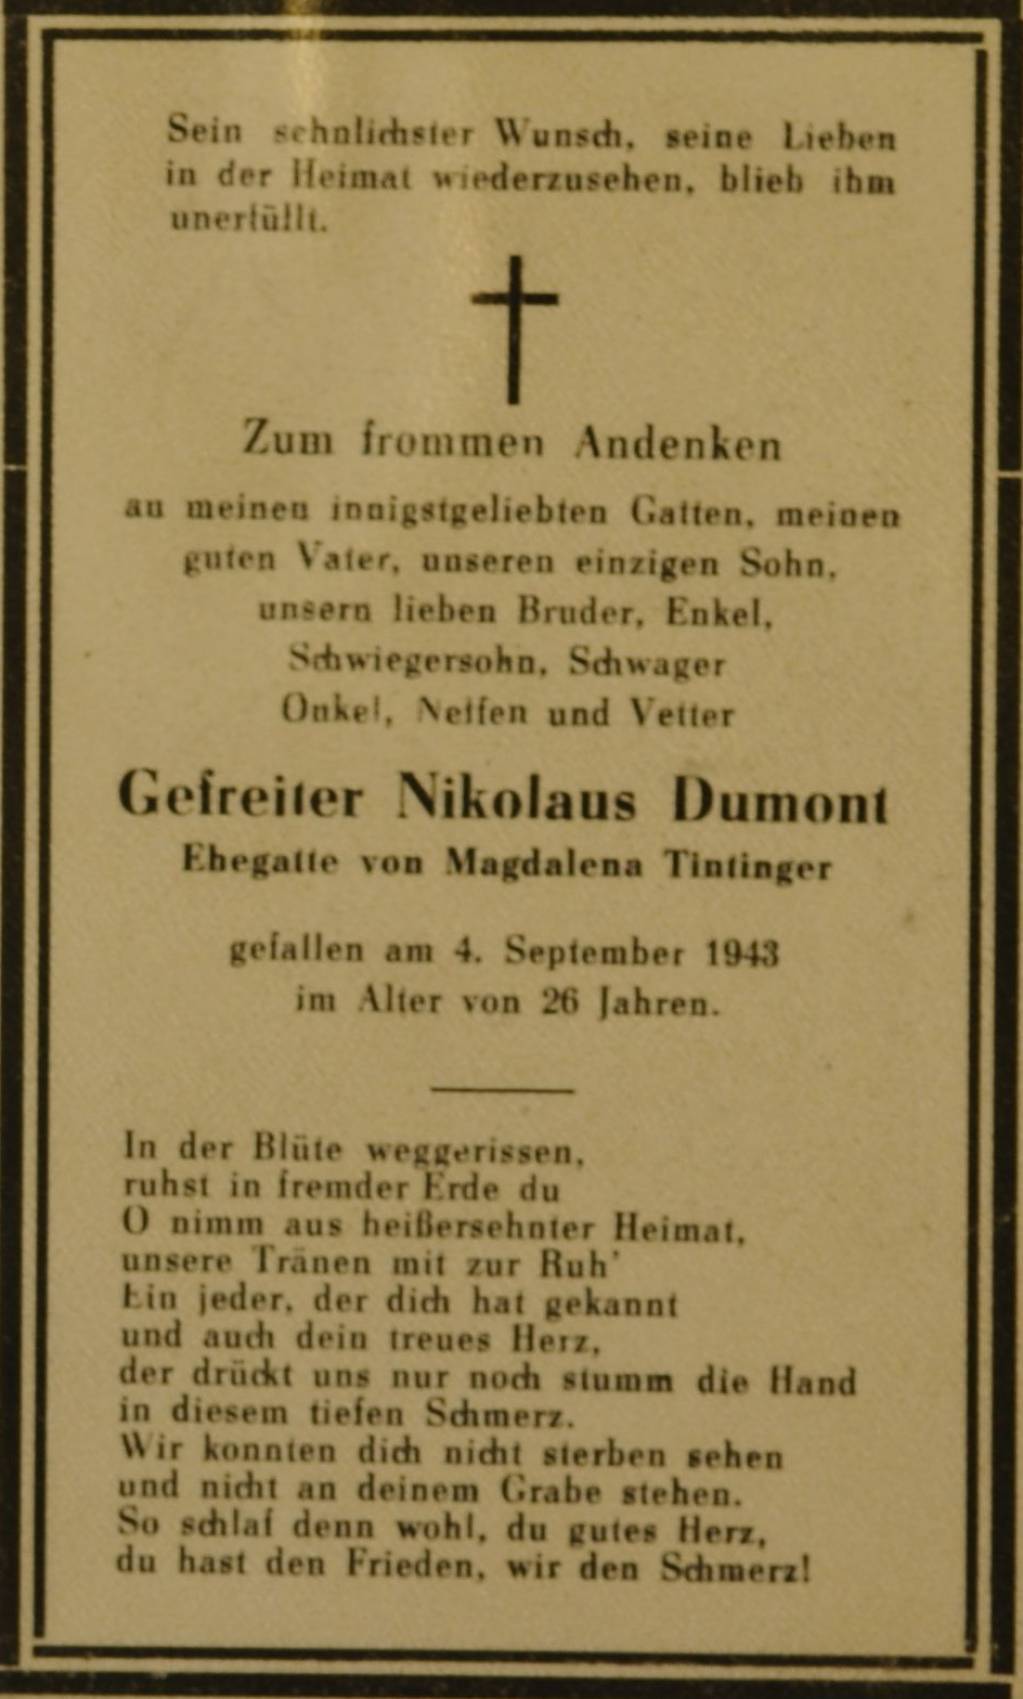 Sein sehnlichster Wunsch, seine Lieben
in der Heimat wiederzusehen, blieb ihm
unerfüllt.
Zum frommen Andenken
an meinen innigstgeliebten Gatten, meinen
guten Vater, unseren einzigen Sohn,
unsern lieben Bruder, Enkel,
Schwiegersohn, Schwager
Onkel, Neffen und Vetter
Gefreiter Nikolaus Dumont
Ehegatte von Magdalena Tintinger
gefallen am 4. September 1943
im Alter von 26 Jahren.
In der Blüte weggerissen,
ruhst in fremder Erde du
O nimm aus heißersehnter Heimat,
unsere Tränen mit zur Ruh'
Ein jeder, der dich hat gekannt
und auch dein treues Herz,
der drückt uns nur noch stumm die Hand
in diesem tiefen Schmerz.
Wir konnten dich nicht sterben sehen
und nicht an deinem Grabe stehen.
So schlaf denn wohl, du gutes Herz,
du hast den Frieden, wir den Schmerz!